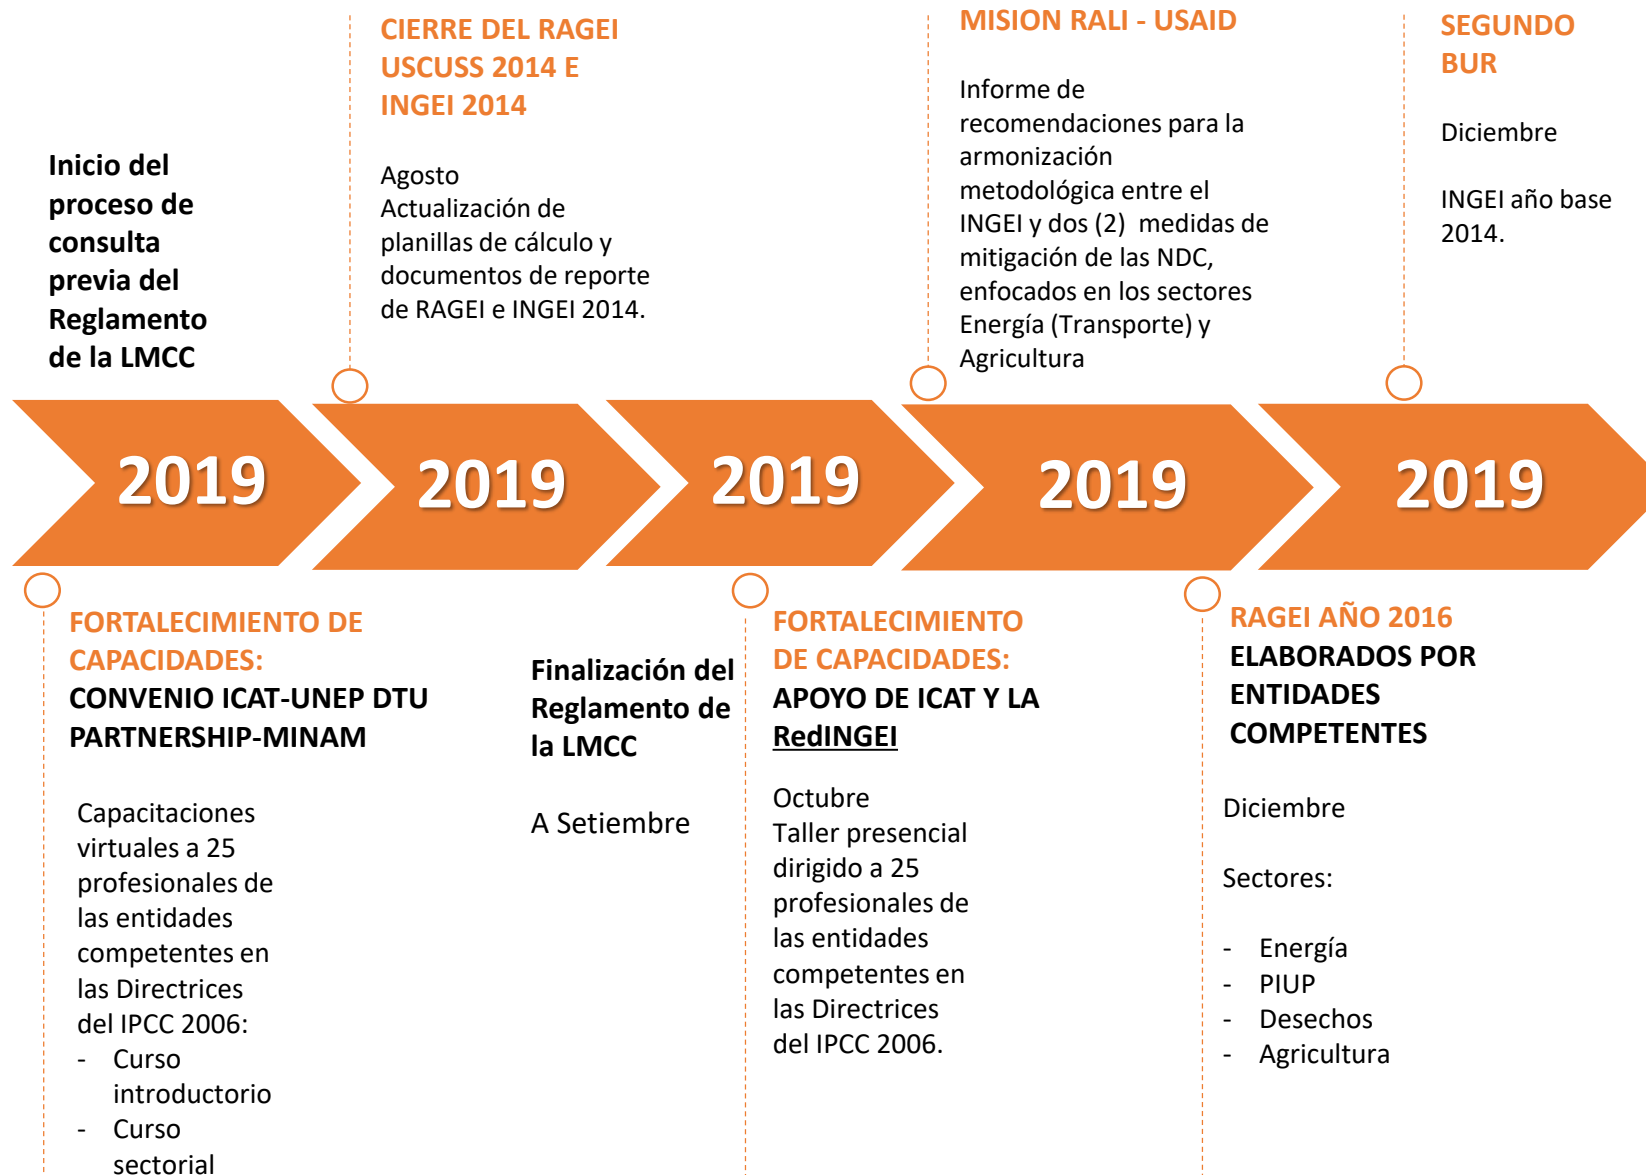 Inicio del
proceso de
consulta
previa del
Reglamento
de la LMCC
CIERRE DEL RAGEI
USCUSS 2014 E
INGEI 2014
Agosto
Actualización de
planillas de cálculo y
documentos de reporte
de RAGEI e INGEI 2014.
MISION RALI - USAID
Informe de
recomendaciones para la
armonización
metodológica entre el
INGEI y dos (2) medidas de
mitigación de las NDC,
enfocados en los sectores
Energía (Transporte) y
Agricultura
SEGUNDO
BUR
Diciembre
INGEI año base
2014.
2019
2019
2019
2019
2019
FORTALECIMIENTO DE
CAPACIDADES:
CONVENIO ICAT-UNEP DTU
PARTNERSHIP-MINAM
Capacitaciones
virtuales a 25
profesionales de
las entidades
competentes en
las Directrices
del IPCC 2006:
- Curso
introductorio
- Curso
sectorial
Finalización del
Reglamento de
la LMCC
A Setiembre
FORTALECIMIENTO
DE CAPACIDADES:
APOYO DE ICAT Y LA
RedINGEI
Octubre
Taller presencial
dirigido a 25
profesionales de
las entidades
competentes en
las Directrices
del IPCC 2006.
RAGEI AÑO 2016
ELABORADOS POR
ENTIDADES
COMPETENTES
Diciembre
Sectores:
- Energía
- PIUP
- Desechos
- Agricultura